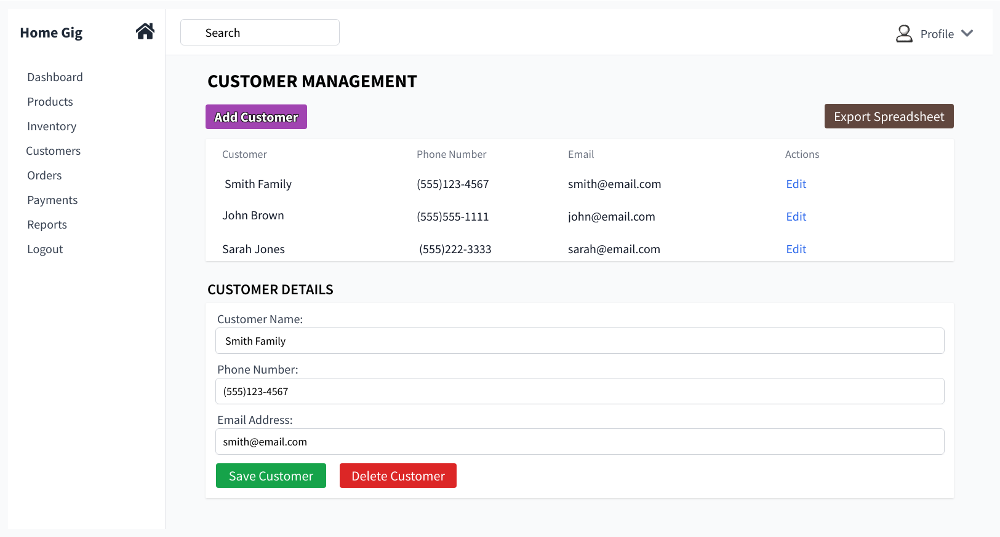 Home Gig
Search
Profile
Dashboard
Products
Inventory
Customers
Orders
Payments
Reports
Logout
CUSTOMER MANAGEMENT
Add Customer
Export Spreadsheet
Customer Phone Number Email Actions
Smith Family (555)123-4567 smith@email.com Edit
John Brown (555)555-1111 john@email.com Edit
Sarah Jones (555)222-3333 sarah@email.com Edit
CUSTOMER DETAILS
Customer Name:
Smith Family
Phone Number:
(555)123-4567
Email Address:
smith@email.com
Save Customer Delete Customer